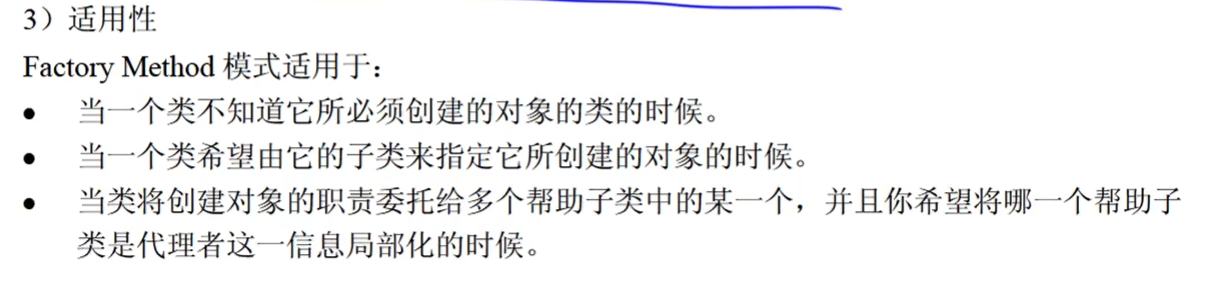 3）适用性
Factory Method 模式适用于：
● 当一个类不知道它所必须创建的对象的类的时候。
● 当一个类希望由它的子类来指定它所创建的对象的时候。
● 当类将创建对象的职责委托给多个帮助子类中的某一个，并且你希望将哪一个帮助子
类是代理者这一信息局部化的时候。